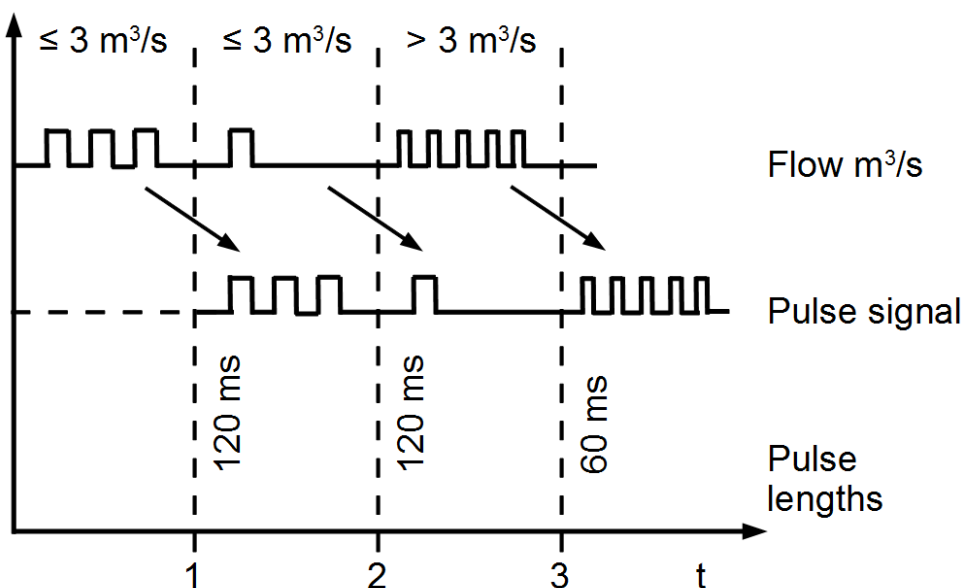 ≤ 3 m³/s ≤ 3 m³/s > 3 m³/s
Flow m³/s
Pulse signal
120 ms
120 ms
60 ms
Pulse
lengths
1 2 3 t